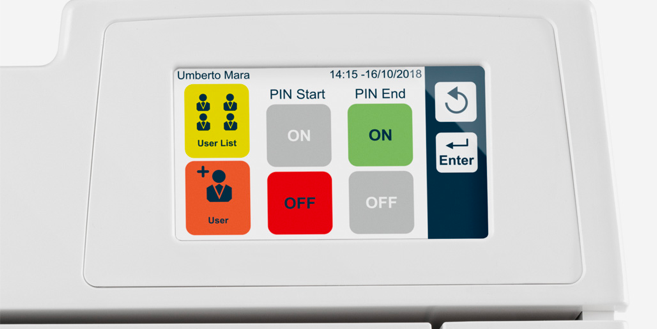 Umberto Mara 14:15 -16/10/2018
PIN Start PIN End
User List
ON ON
Enter
User
OFF OFF